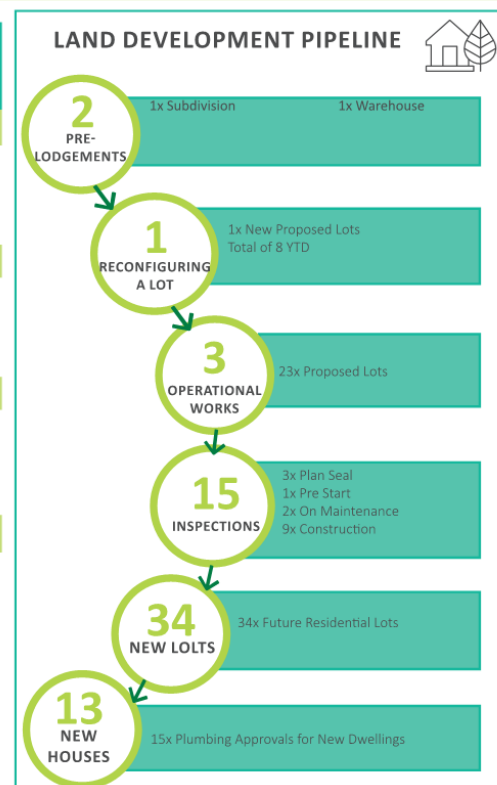 LAND DEVELOPMENT PIPELINE
2
PRE-
LODGEMENTS
1x Subdivision
1x Warehouse
1
RECONFIGURING
A LOT
1x New Proposed Lots
Total of 8 YTD
3
OPERATIONAL
WORKS
23x Proposed Lots
15
INSPECTIONS
3x Plan Seal
1x Pre Start
2x On Maintenance
9x Construction
34
NEW LOLTS
34x Future Residential Lots
13
NEW
HOUSES
15x Plumbing Approvals for New Dwellings